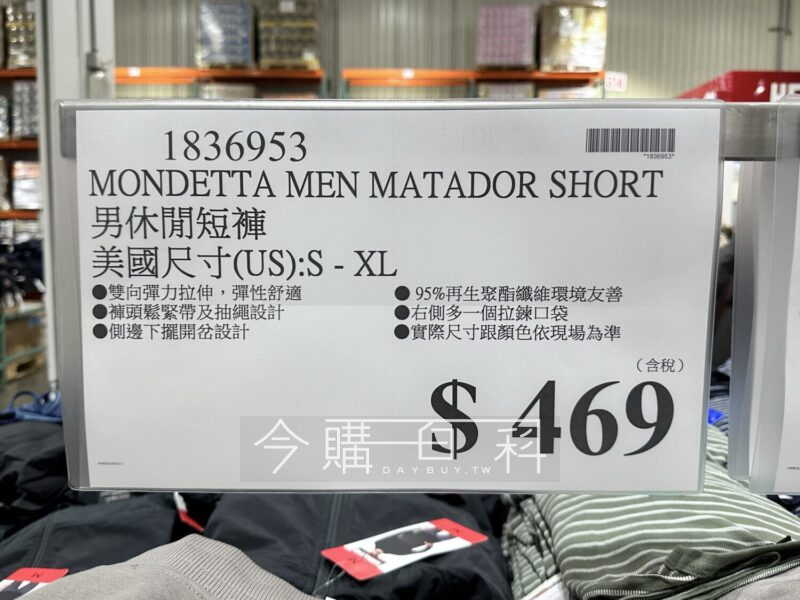 1836953
*1836953*
MONDETTA MEN MATADOR SHORT
男休閒短褲
美國尺寸(US):S - XL
●雙向彈力拉伸，彈性舒適
●褲頭鬆緊帶及抽繩設計
●側邊下擺開岔設計
● 95%再生聚酯纖維環境友善
●右側多一個拉鍊口袋
●實際尺寸跟顏色依現場為準
（含稅）
$ 469
今購百科
DAYBUY.TW